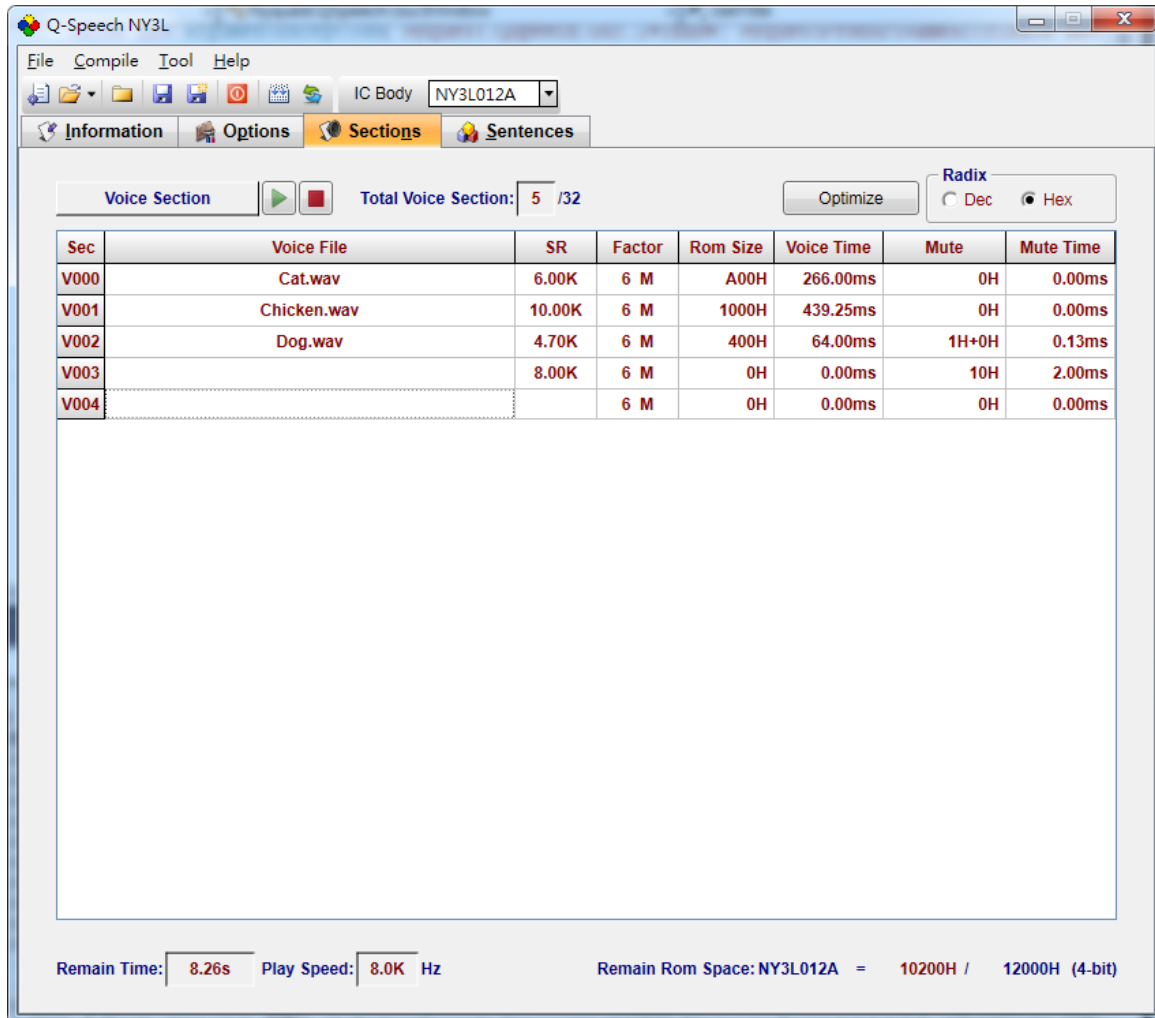 Q-Speech NY3L
File Compile Tool Help
IC Body NY3L012A
Information Options Sections Sentences
Voice Section Total Voice Section: 5 /32 Optimize Radix Dec Hex
Sec Voice File SR Factor Rom Size Voice Time Mute Mute Time
V000 Cat.wav 6.00K 6 M A00H 266.00ms 0H 0.00ms
V001 Chicken.wav 10.00K 6 M 1000H 439.25ms 0H 0.00ms
V002 Dog.wav 4.70K 6 M 400H 64.00ms 1H+0H 0.13ms
V003 8.00K 6 M 0H 0.00ms 10H 2.00ms
V004 6 M 0H 0.00ms 0H 0.00ms
Remain Time: 8.26s Play Speed: 8.0K Hz Remain Rom Space: NY3L012A = 10200H / 12000H (4-bit)